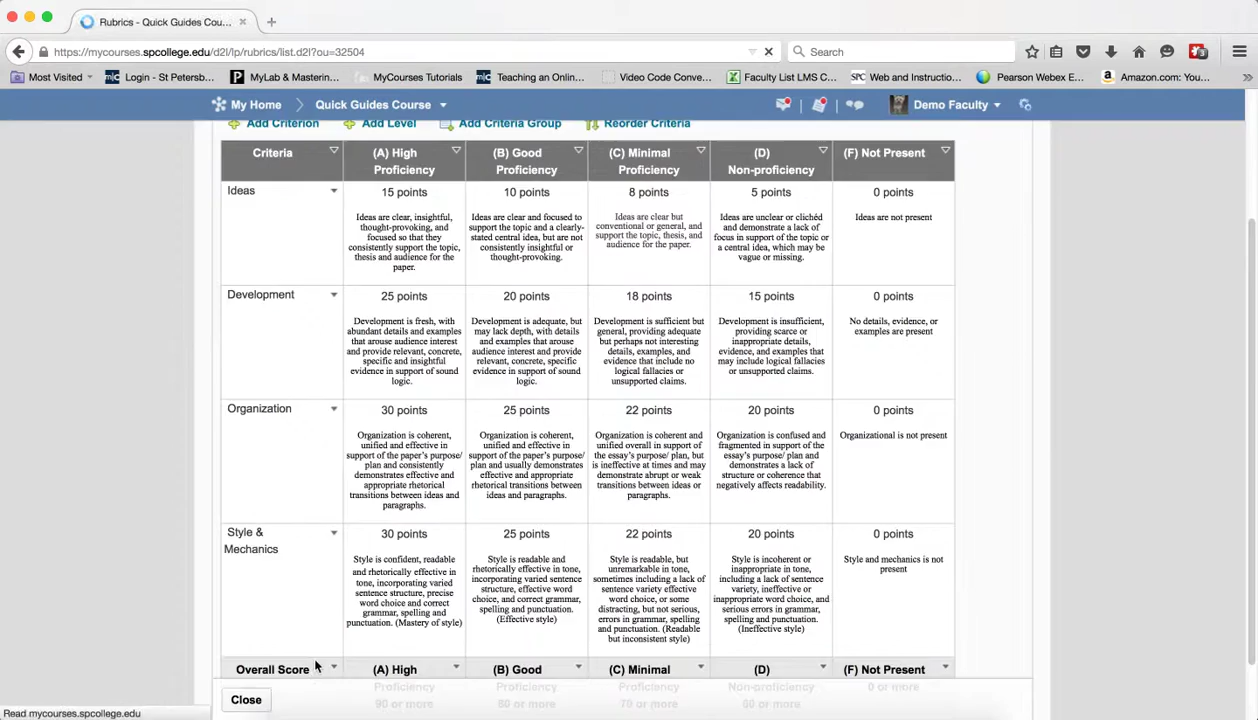 Rubrics - Quick Guides Cou...
https://mycourses.spcollege.edu/d2l/lp/rubrics/list.d2l?ou=32504
Search
3
Most Visited
Login - St Petersb...
MyLab & Masterin...
MyCourses Tutorials
Teaching an Onlin...
Video Code Conve...
Faculty List LMS C...
SPC Web and Instructio...
Pearson Webex E...
Amazon.com: You...
My Home
Quick Guides Course
Demo Faculty
Add Criterion
Add Level
Add Criteria Group
Reorder Criteria
Criteria
(A) High
Proficiency
(B) Good
Proficiency
(C) Minimal
Proficiency
(D)
Non-proficiency
(F) Not Present
Ideas
15 points
Ideas are clear, insightful,
thought-provoking, and
focused so that they
consistently support the topic,
thesis and audience for the
paper.
10 points
Ideas are clear and focused to
support the topic and a clearly-
stated central idea, but are not
consistently insightful or
thought-provoking.
8 points
Ideas are clear but
conventional or general, and
support the topic, thesis, and
audience for the paper.
5 points
Ideas are unclear or clichéd
and demonstrate a lack of
focus in support of the topic or
a central idea, which may be
vague or missing.
0 points
Ideas are not present
Development
25 points
Development is fresh, with
abundant details and examples
that arouse audience interest
and provide relevant, concrete,
specific and insightful
evidence in support of sound
logic.
20 points
Development is adequate, but
may lack depth, with details
and examples that arouse
audience interest and provide
relevant, concrete, specific
evidence in support of sound
logic.
18 points
Development is sufficient but
general, providing adequate
but perhaps not interesting
details, examples, and
evidence that include no
logical fallacies or
unsupported claims.
15 points
Development is insufficient,
providing scarce or
inappropriate details,
evidence, and examples that
may include logical fallacies
or unsupported claims.
0 points
No details, evidence, or
examples are present
Organization
30 points
Organization is coherent,
unified and effective in
support of the paper's purpose/
plan and consistently
demonstrates effective and
appropriate rhetorical
transitions between ideas and
paragraphs.
25 points
Organization is coherent,
unified and effective in
support of the paper's purpose/
plan and usually demonstrates
effective and appropriate
rhetorical transitions between
ideas and paragraphs.
22 points
Organization is coherent and
unified overall in support of
the essay's purpose/ plan, but
is ineffective at times and may
demonstrate abrupt or weak
transitions between ideas or
paragraphs.
20 points
Organization is confused and
fragmented in support of the
essay's purpose/ plan and
demonstrates a lack of
structure or coherence that
negatively affects readability.
0 points
Organizational is not present
Style &
Mechanics
30 points
Style is confident, readable
and rhetorically effective in
tone, incorporating varied
sentence structure, precise
word choice and correct
grammar, spelling and
punctuation. (Mastery of style)
25 points
Style is readable and
rhetorically effective in tone,
incorporating varied sentence
structure, effective word
choice, and correct grammar,
spelling and punctuation.
(Effective style)
22 points
Style is readable, but
unremarkable in tone,
sometimes including a lack of
sentence variety effective
word choice, or some
distracting, but not serious,
errors in grammar, spelling
and punctuation. (Readable
but inconsistent style)
20 points
Style is incoherent or
inappropriate in tone,
including a lack of sentence
variety, ineffective or
inappropriate word choice, and
serious errors in grammar,
spelling and punctuation.
(Ineffective style)
0 points
Style and mechanics is not
present
Overall Score
(A) High
Proficiency
90 or more
(B) Good
Proficiency
80 or more
(C) Minimal
Proficiency
70 or more
(D)
Non-proficiency
60 or more
(F) Not Present
0 or more
Close
Read mycourses.spcollege.edu